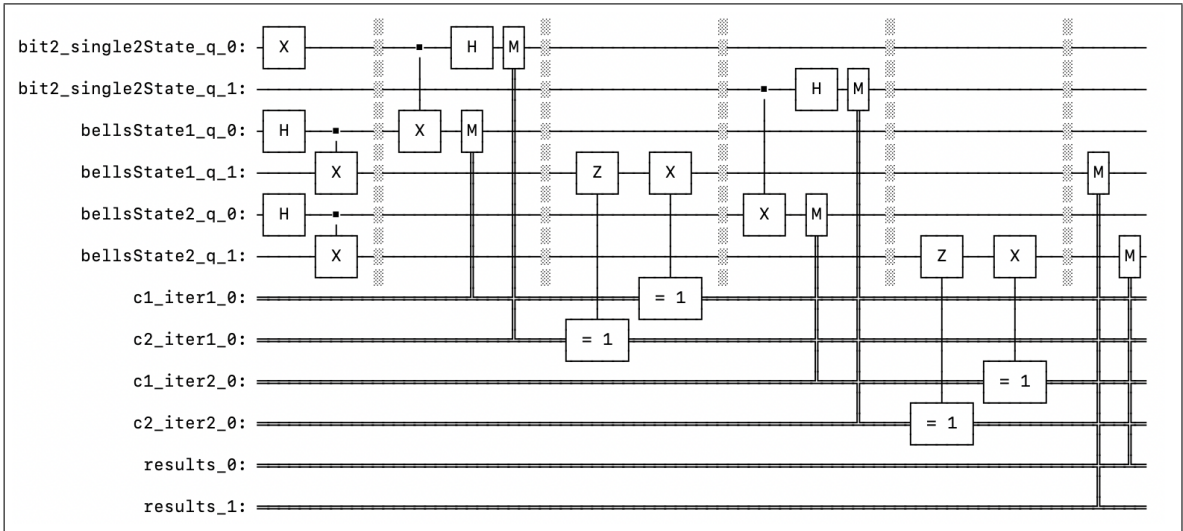 bit2_single2State_q_0: X H M
bit2_single2State_q_1: H M
bellsState1_q_0: H X M
bellsState1_q_1: X Z X M
bellsState2_q_0: H X M
bellsState2_q_1: X Z X M
c1_iter1_0: = 1
c2_iter1_0: = 1
c1_iter2_0: = 1
c2_iter2_0: = 1
results_0:
results_1: